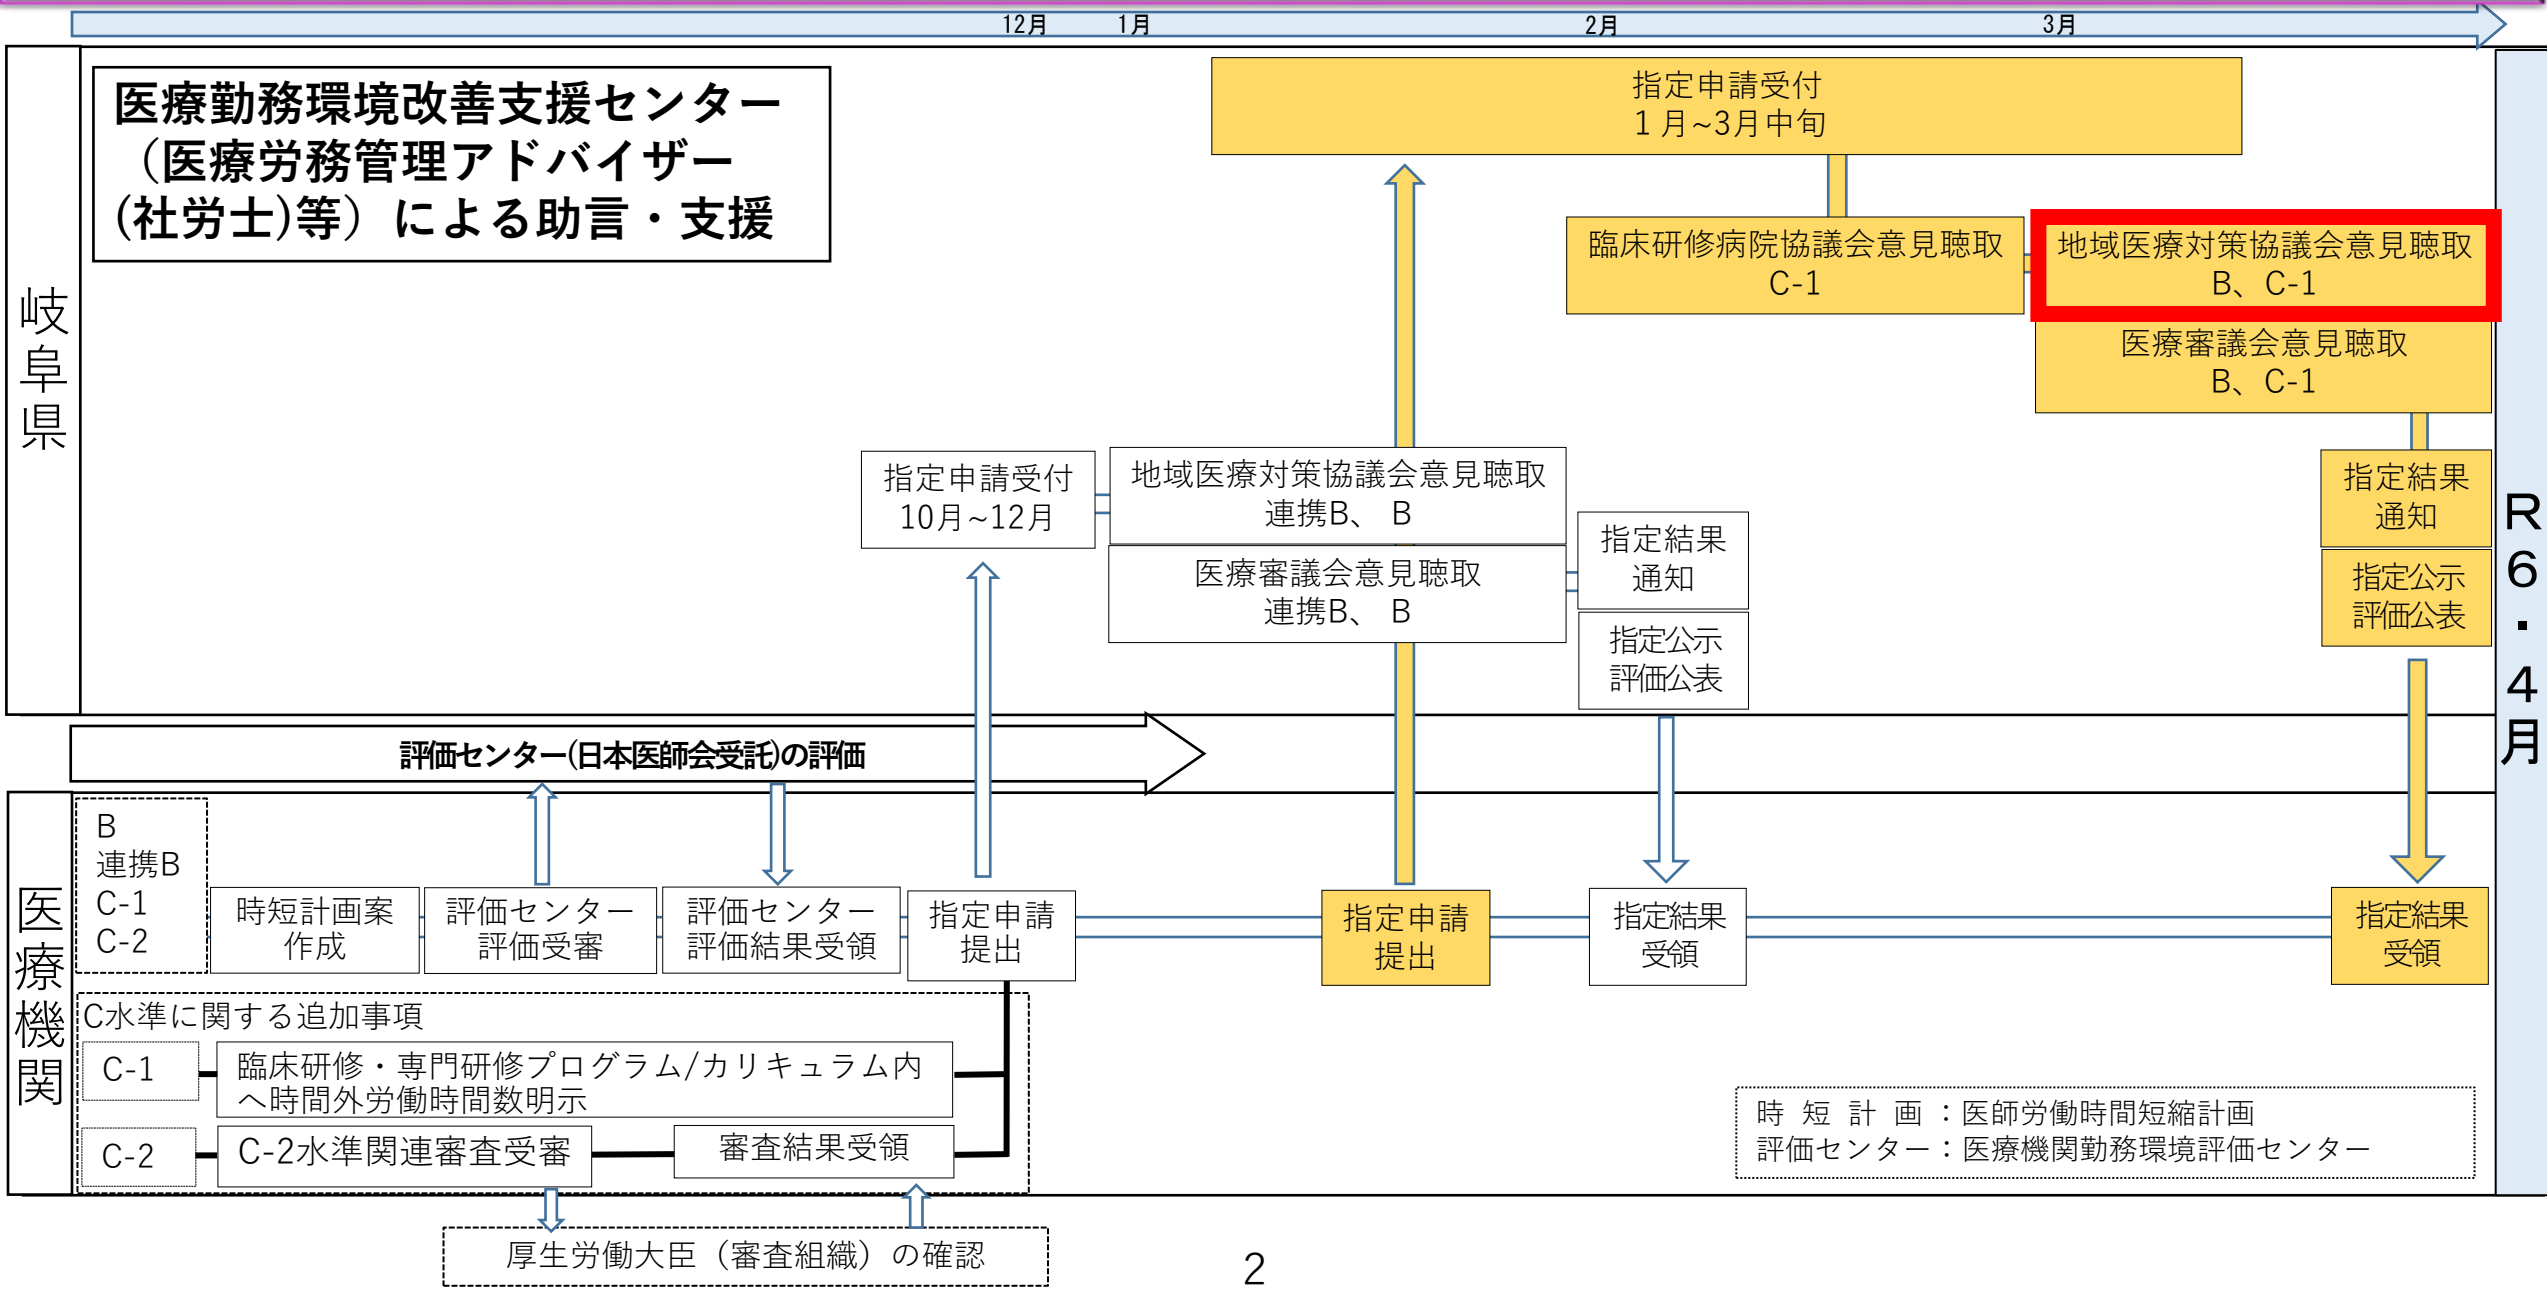 12月
1月
2月
3月
岐阜県
医療勤務環境改善支援センター
（医療労務管理アドバイザー
(社労士)等）による助言・支援
指定申請受付
1月~3月中旬
臨床研修病院協議会意見聴取
C-1
地域医療対策協議会意見聴取
B、C-1
医療審議会意見聴取
B、C-1
指定申請受付
10月~12月
地域医療対策協議会意見聴取
連携B、 B
医療審議会意見聴取
連携B、 B
指定結果
通知
指定公示
評価公表
指定結果
通知
指定公示
評価公表
R6・4月
評価センター(日本医師会受託)の評価
医療機関
B
連携B
C-1
C-2
時短計画案
作成
評価センター
評価受審
評価センター
評価結果受領
指定申請
提出
指定申請
提出
指定結果
受領
指定結果
受領
C水準に関する追加事項
C-1
臨床研修・専門研修プログラム/カリキュラム内
へ時間外労働時間数明示
C-2
C-2水準関連審査受審
審査結果受領
時 短 計 画 ：医師労働時間短縮計画
評価センター：医療機関勤務環境評価センター
厚生労働大臣（審査組織）の確認
2